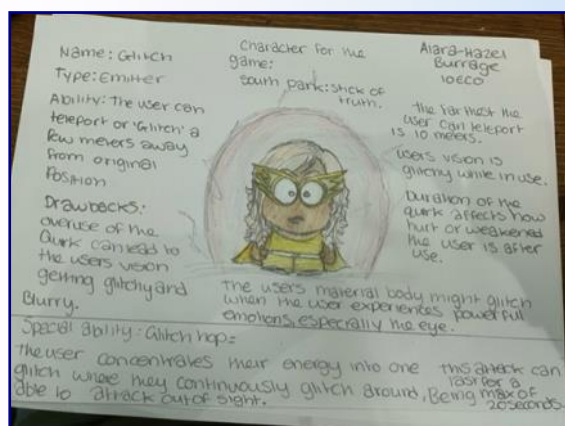 Name: Glitch
Type: Emitter
Ability: The user can
teleport or 'Glitch' a
few meters away
from original
Position
Drawbacks:
overuse of the
Quirk can lead to
the users vision
getting glitchy and
Blurry.
Character for the
game:
South park: stick of
truth.
Alara-Hazel
Burrage
10ECO
the farthest the
user can teleport
is 10 meters.
users vision is
glitchy while in use.
Duration of the
quirk affects how
hurt or weakened
the user is after
use.
The users material body might glitch
when the user experiences powerful
emotions, especially the eye.
Special ability: Glitch hop:
the user concentrates their energy into one
glitch where they continuously glitch around, Being
able to attack out of sight.
this attack can
last for a
max of
20 seconds